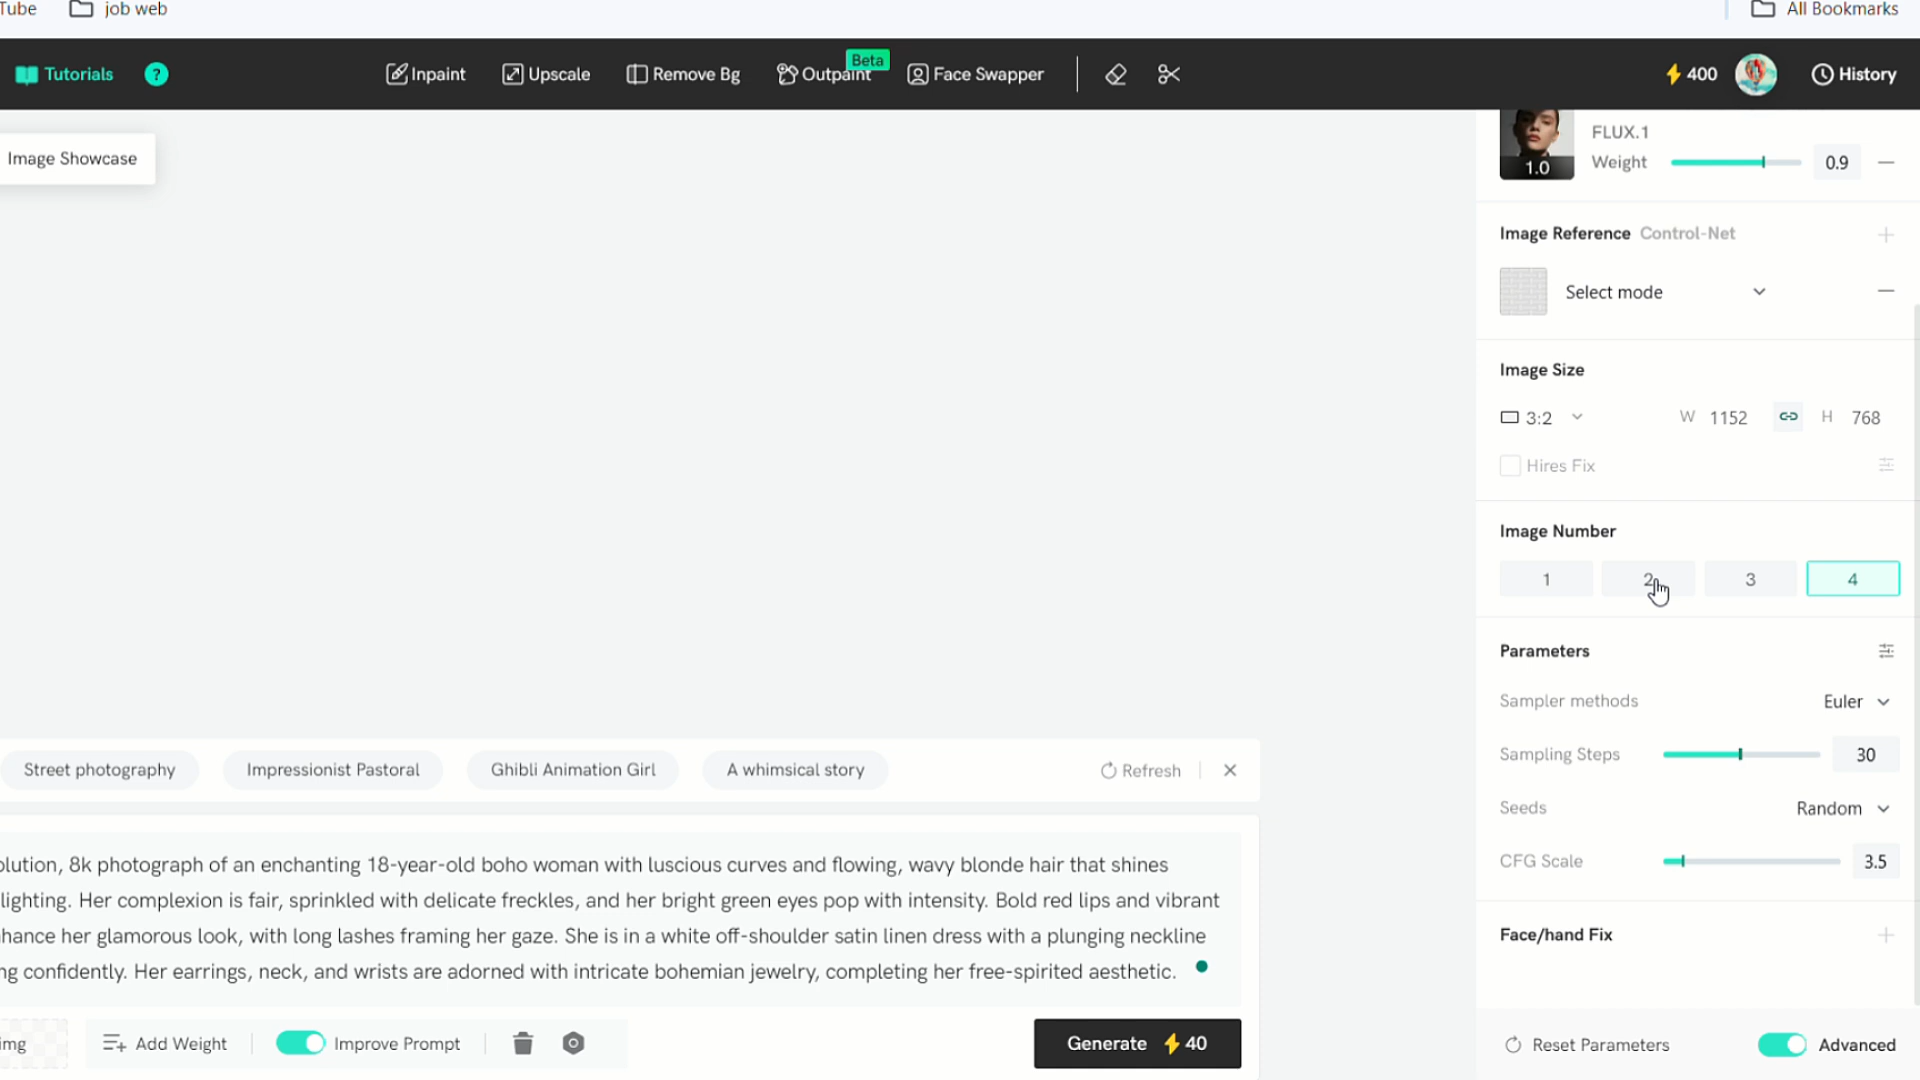 Tube job web All Bookmarks
Tutorials ? Inpaint Upscale Remove Bg Outpaint Beta Face Swapper 400 History
Image Showcase
FLUX.1
1.0 Weight 0.9
Image Reference Control-Net
Select mode
Image Size
3:2 W 1152 H 768
Hires Fix
Image Number
1 2 3 4
Parameters
Sampler methods Euler
Sampling Steps 30
Seeds Random
CFG Scale 3.5
Face/hand Fix
Reset Parameters Advanced
Street photography Impressionist Pastoral Ghibli Animation Girl A whimsical story Refresh
olution, 8k photograph of an enchanting 18-year-old boho woman with luscious curves and flowing, wavy blonde hair that shines
lighting. Her complexion is fair, sprinkled with delicate freckles, and her bright green eyes pop with intensity. Bold red lips and vibrant
hance her glamorous look, with long lashes framing her gaze. She is in a white off-shoulder satin linen dress with a plunging neckline
ng confidently. Her earrings, neck, and wrists are adorned with intricate bohemian jewelry, completing her free-spirited aesthetic.
img Add Weight Improve Prompt Generate 40